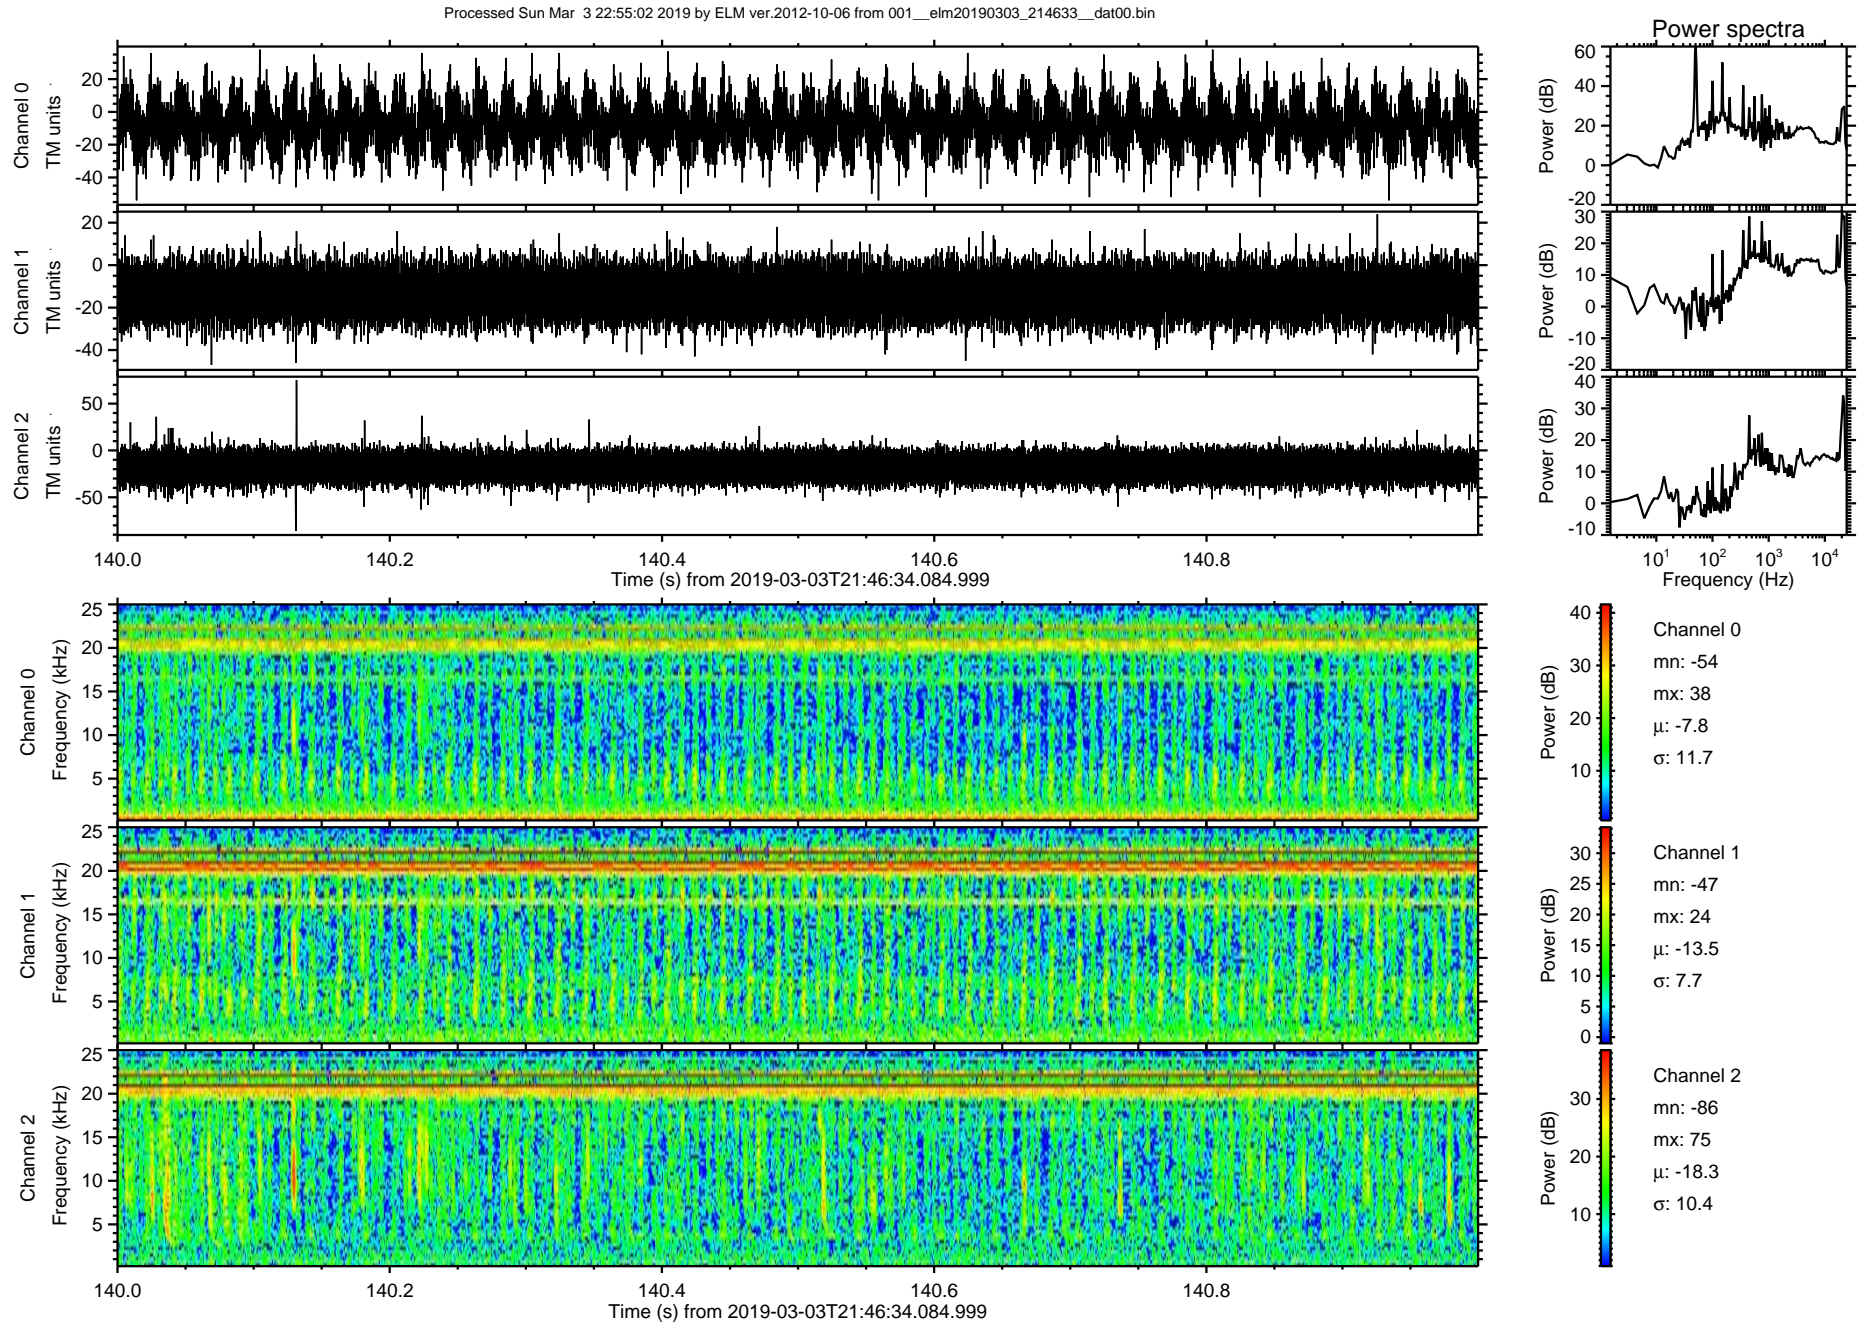 Processed Sun Mar  3 22:55:02 2019 by ELM ver.2012-10-06 from 001__elm20190303_214633__dat00.bin
Power spectra
Channel 0
TM units
20
0
-20
-40
Power (dB)
60
40
20
0
-20
Channel 1
TM units
20
0
-20
-40
Power (dB)
30
20
10
0
-10
-20
Channel 2
TM units
50
0
-50
Power (dB)
40
30
20
10
0
-10
140.0 140.2 140.4 140.6 140.8
Time (s) from 2019-03-03T21:46:34.084.999
10^1 10^2 10^3 10^4
Frequency (Hz)
Channel 0
Frequency (kHz)
25
20
15
10
5
Power (dB)
40
30
20
10
Channel 0
mn: -54
mx: 38
μ: -7.8
σ: 11.7
Channel 1
Frequency (kHz)
25
20
15
10
5
Power (dB)
30
25
20
15
10
5
0
Channel 1
mn: -47
mx: 24
μ: -13.5
σ: 7.7
Channel 2
Frequency (kHz)
25
20
15
10
5
Power (dB)
30
20
10
Channel 2
mn: -86
mx: 75
μ: -18.3
σ: 10.4
140.0 140.2 140.4 140.6 140.8
Time (s) from 2019-03-03T21:46:34.084.999